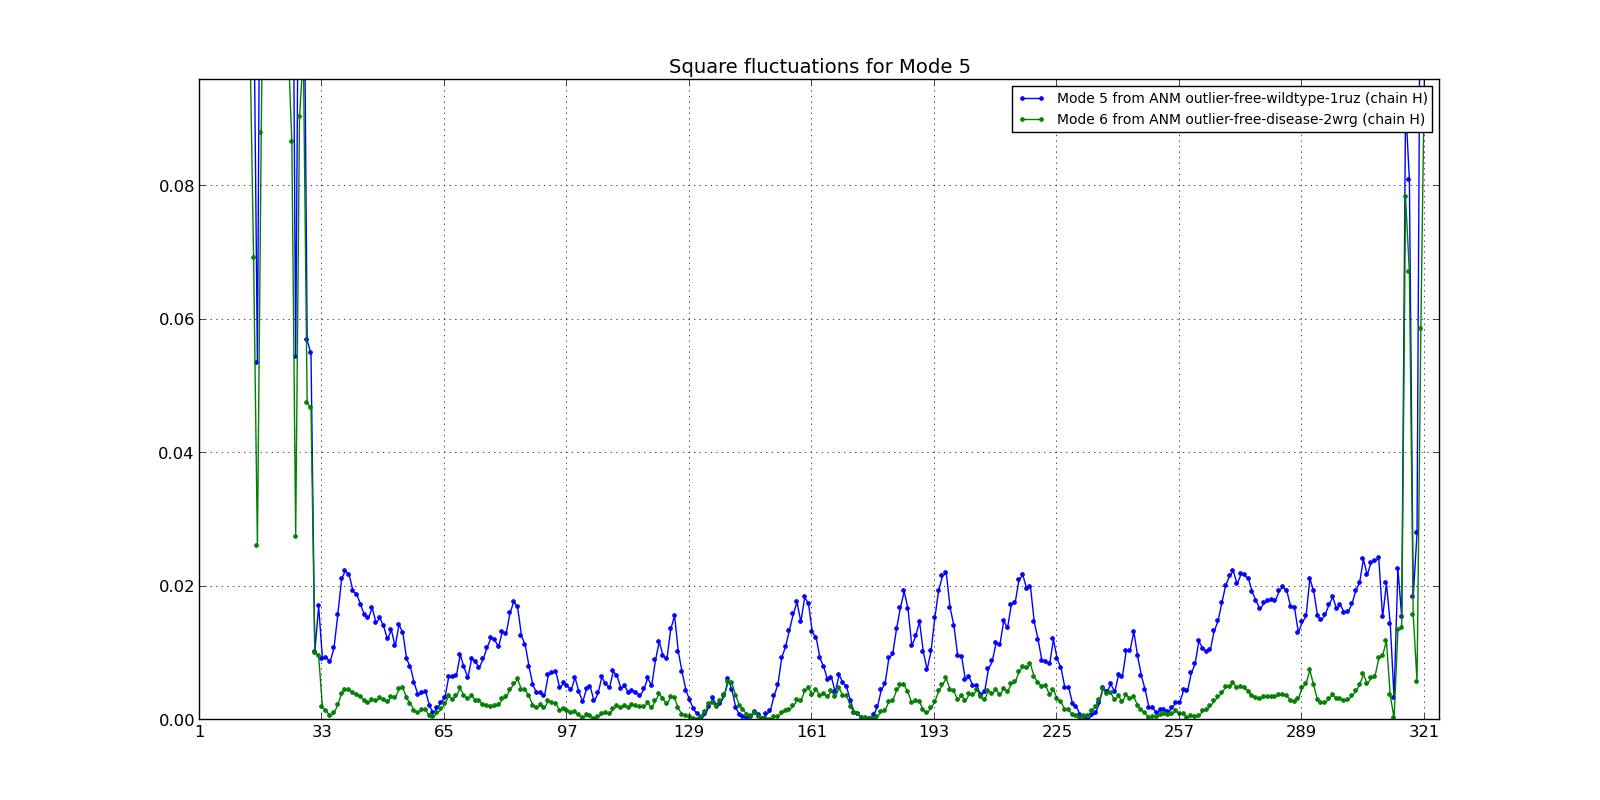 Square fluctuations for Mode 5
Mode 5 from ANM outlier-free-wildtype-1ruz (chain H)
Mode 6 from ANM outlier-free-disease-2wrg (chain H)
0.08
0.06
0.04
0.02
0.00
1 33 65 97 129 161 193 225 257 289 321